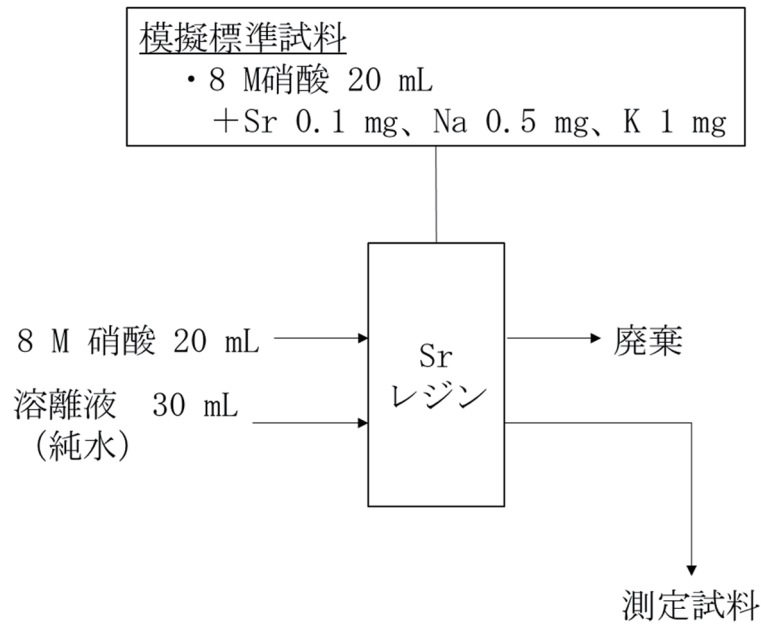 模擬標準試料
・8 M硝酸 20 mL
＋Sr 0.1 mg、Na 0.5 mg、K 1 mg
8 M 硝酸 20 mL
Sr
レジン
廃棄
溶離液　30 mL
（純水）
測定試料